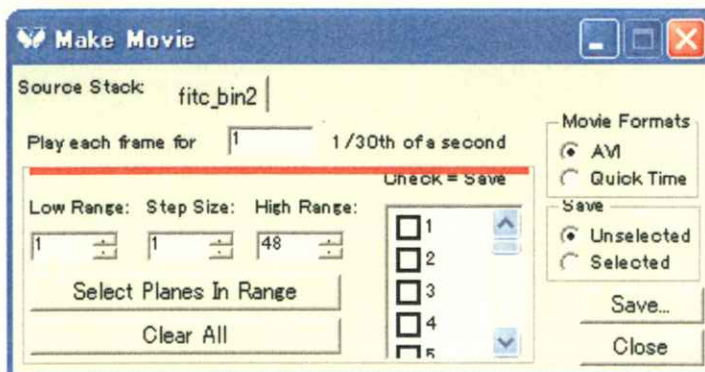 Make Movie
Source Stack: fitc_bin2
Play each frame for 1 1/30th of a second
Check = Save
Low Range: Step Size: High Range:
1 1 48
Select Planes In Range
Clear All
1
2
3
4
5
Movie Formats
AVI
Quick Time
Save
Unselected
Selected
Save...
Close